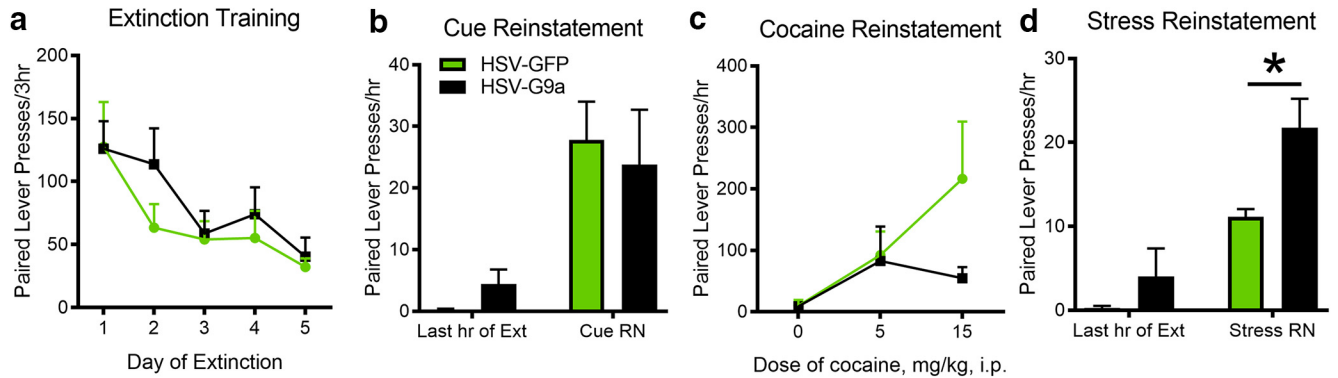 a Extinction Training
Paired Lever Presses/3hr
200
150
100
50
0
1 2 3 4 5
Day of Extinction
b Cue Reinstatement
HSV-GFP
HSV-G9a
Paired Lever Presses/hr
40
30
20
10
0
Last hr of Ext Cue RN
c Cocaine Reinstatement
Paired Lever Presses/hr
400
300
200
100
0
0 5 15
Dose of cocaine, mg/kg, i.p.
d Stress Reinstatement
*
Paired Lever Presses/hr
30
20
10
0
Last hr of Ext Stress RN